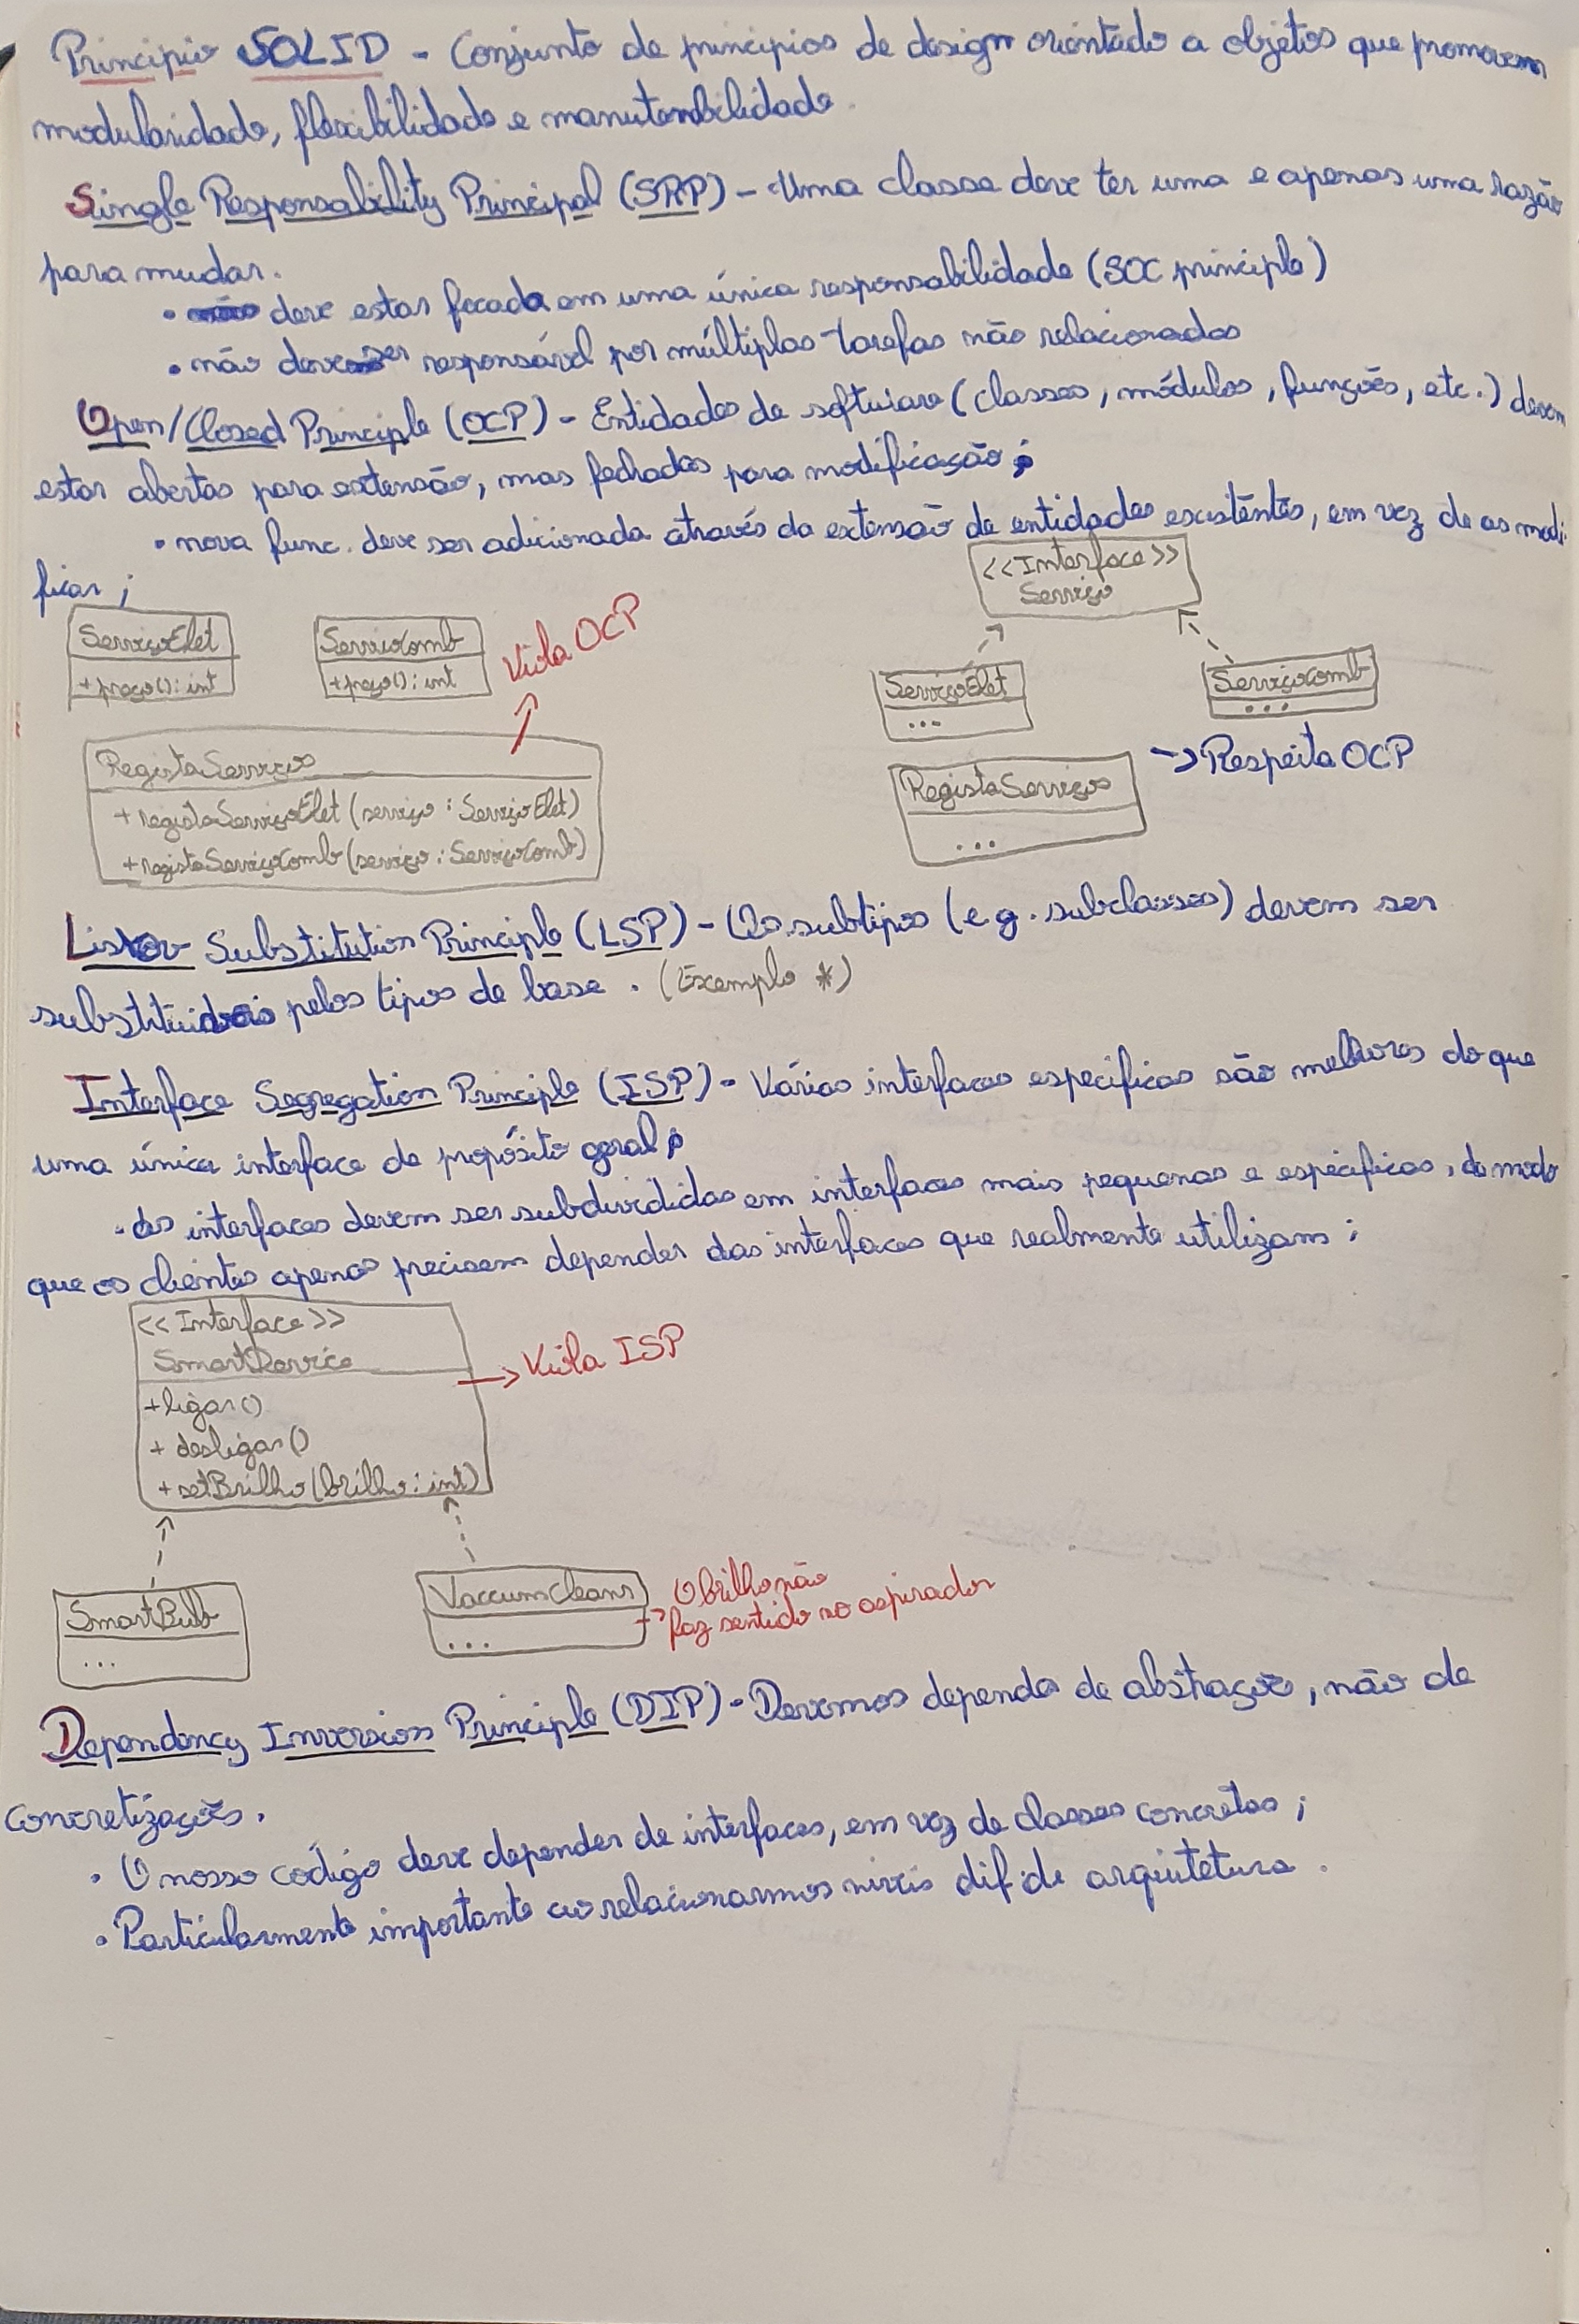 Principio SOLID - Conjunto de principios de design orientado a objetos que promovem
modularidade, flexibilidade e manutenibilidade.
Single Responsability Principal (SRP) - Uma classe deve ter uma e apenas uma razão
para mudar.
• deve estar focada em uma única responsabilidade (SOC principle)
• não deve ser responsável por múltiplas tarefas não relacionadas
Open/Closed Principle (OCP) - Entidades de software (classes, módulos, funções, etc.) devem
estar abertas para extensão, mas fechadas para modificação;
• nova func. deve ser adicionada através da extensão de entidades existentes, em vez de as modi-
ficar;
<<Interface>>
Serviço
ServiçoElet
+ preço(): int
ServiçoComb
+ preço(): int
Viola OCP
ServiçoElet
...
ServiçoComb
...
RegistaServiços
+ registaServiçoElet (serviço: ServiçoElet)
+ registaServiçoComb (serviço: ServiçoComb)
RegistaServiços
...
-> Respeita OCP
Liskov Substitution Principle (LSP) - Os subtipos (e.g. subclasses) devem ser
pelos tipos de base. (Exemplo *)
Interface Segregation Principle (ISP) - Várias interfaces especificas são melhores do que
uma única interface de propósito geral;
• As interfaces devem ser subdivididas em interfaces mais pequenas e especificas, de modo
que os clientes apenas precisem depender das interfaces que realmente utilizam;
<<Interface>>
SmartDevice
+ ligar()
+ desligar()
+ setBrilho (brilho: int)
-> Viola ISP
SmartBulb
...
VaccumCleanr
...
-> O brilho não
faz sentido no aspirador
Dependency Inversion Principle (DIP) - Devemos depender de abstrações, não de
concretizações.
• O nosso código deve depender de interfaces, em vez de classes concretas;
• Particularmente importante ao relacionarmos niveis dif. de arquitetura.